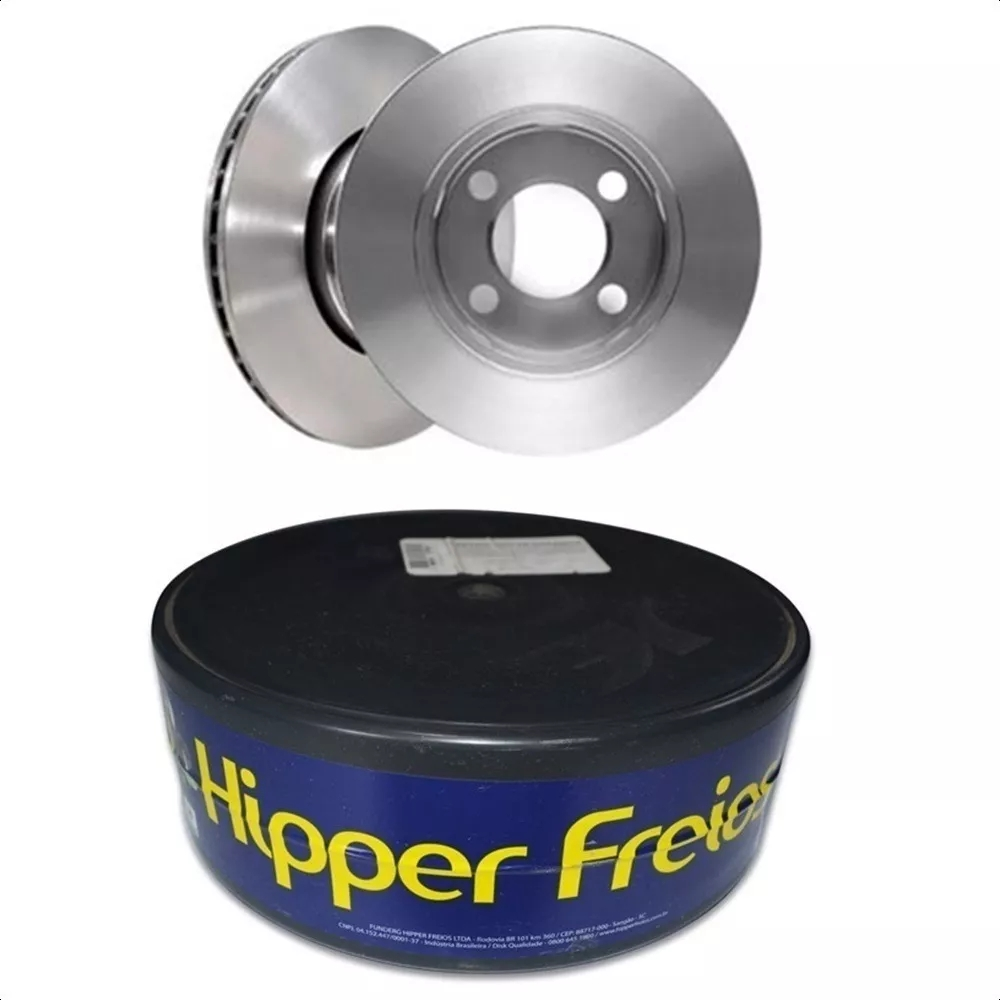 Hipper Freios
FUNDERG HIPPER FREIOS LTDA - Rodovia BR 101 km 360 / CEP: 88717-000 - Sangão - SC
CNPJ. 04.152.447/0001-37 - Indústria Brasileira / Disk Qualidade - 0800 645 1960 / www.hipperfreios.com.br